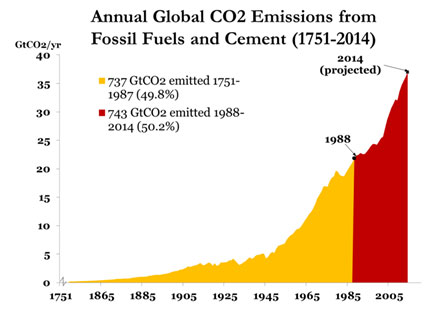 Annual Global CO2 Emissions from
Fossil Fuels and Cement (1751-2014)
GtCO2/yr
2014
(projected)
40
737 GtCO2 emitted 1751-
1987 (49.8%)
35
743 GtCO2 emitted 1988-
2014 (50.2%)
30
1988
25
20
15
10
5
0
1751 1865 1885 1905 1925 1945 1965 1985 2005